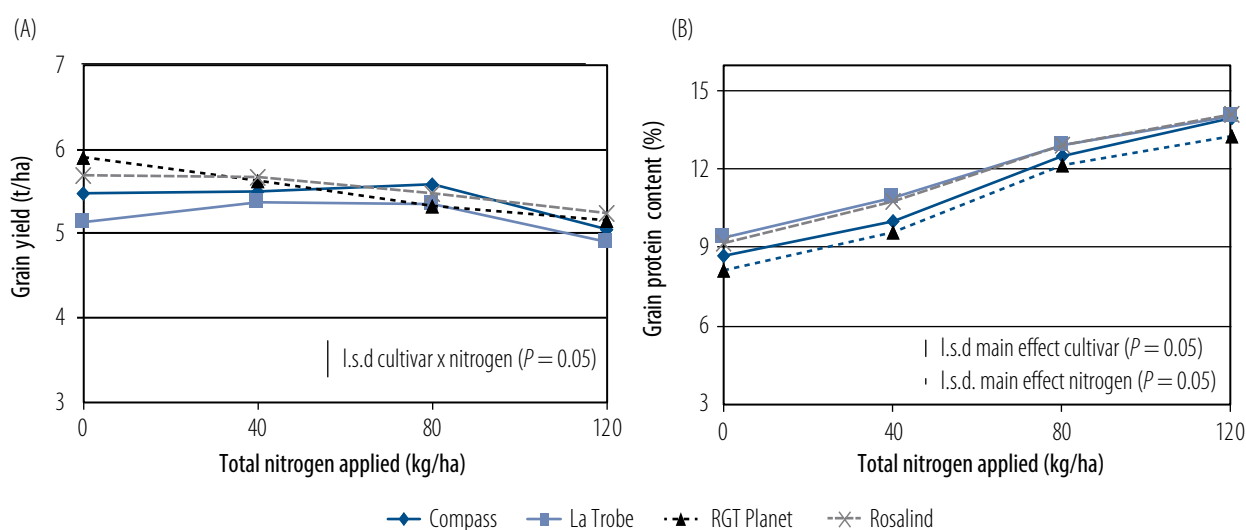 (A)
7
6
5
4
3
Grain yield (t/ha)
l.s.d cultivar x nitrogen (P = 0.05)
0 40 80 120
Total nitrogen applied (kg/ha)
(B)
15
12
9
6
3
Grain protein content (%)
l.s.d main effect cultivar (P = 0.05)
l.s.d. main effect nitrogen (P = 0.05)
0 40 80 120
Total nitrogen applied (kg/ha)
Compass La Trobe RGT Planet Rosalind